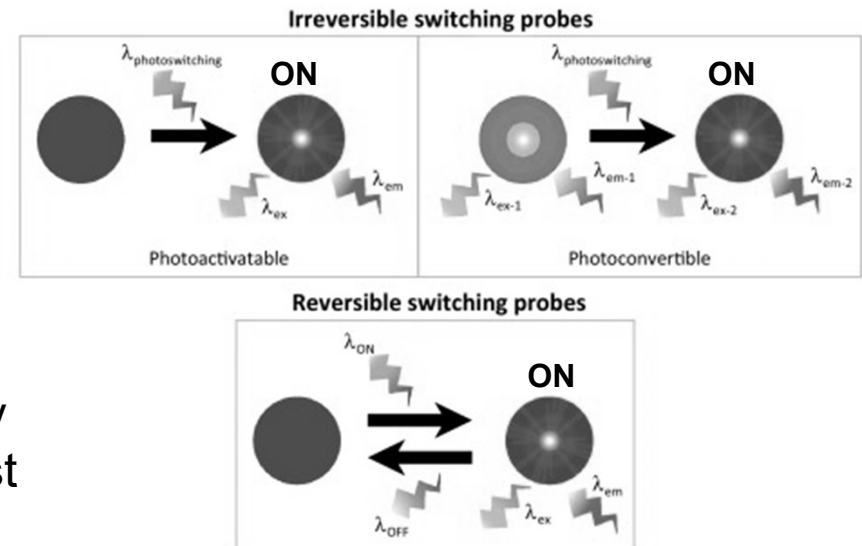 Irreversible switching probes
λphotoswitching
ON
λex
λem
Photoactivatable
λphotoswitching
ON
λex-1
λem-1
λex-2
λem-2
Photoconvertible
Reversible switching probes
λON
ON
λOFF
λex
λem
st